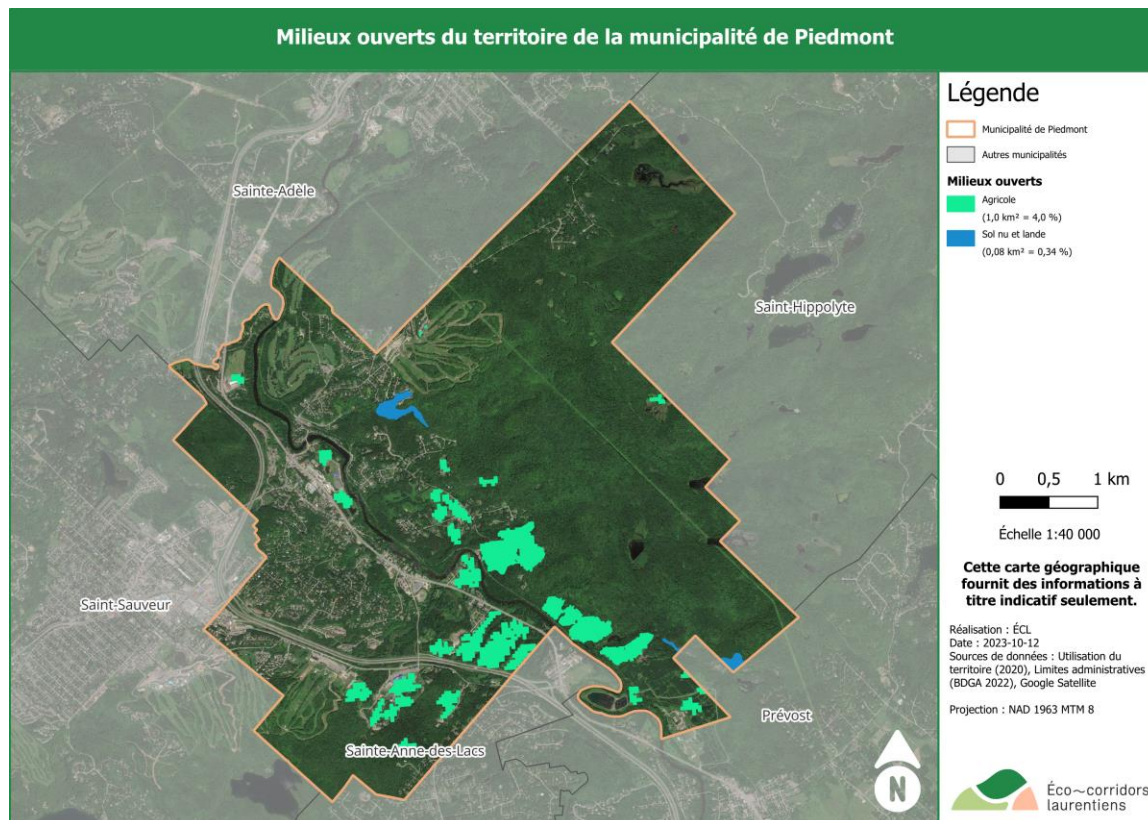 Milieux ouverts du territoire de la municipalité de Piedmont
Sainte-Adèle
Saint-Hippolyte
Saint-Sauveur
Sainte-Anne-des-Lacs
Prévost
Légende
Municipalité de Piedmont
Autres municipalités
Milieux ouverts
Agricole
(1,0 km² = 4,0 %)
Sol nu et lande
(0,08 km² = 0,34 %)
0 0,5 1 km
Échelle 1:40 000
Cette carte géographique
fournit des informations à
titre indicatif seulement.
Réalisation : ÉCL
Date : 2023-10-12
Sources de données : Utilisation du
territoire (2020), Limites administratives
(BDGA 2022), Google Satellite
Projection : NAD 1963 MTM 8
N
Éco~corridors
laurentiens